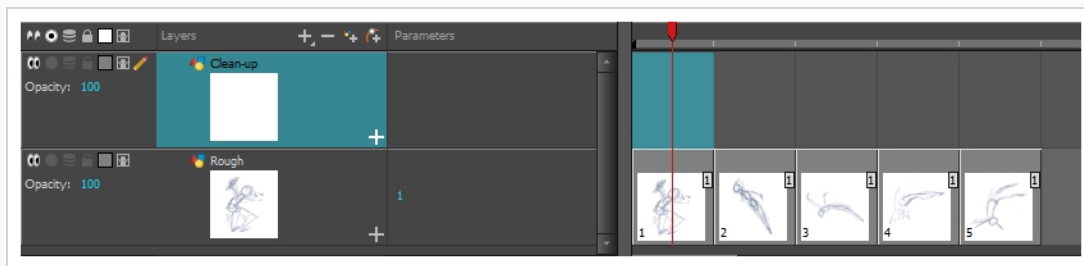 Layers Parameters
Clean-up
Opacity: 100
Rough
Opacity: 100
1
1 1 1 1 1
1 2 3 4 5